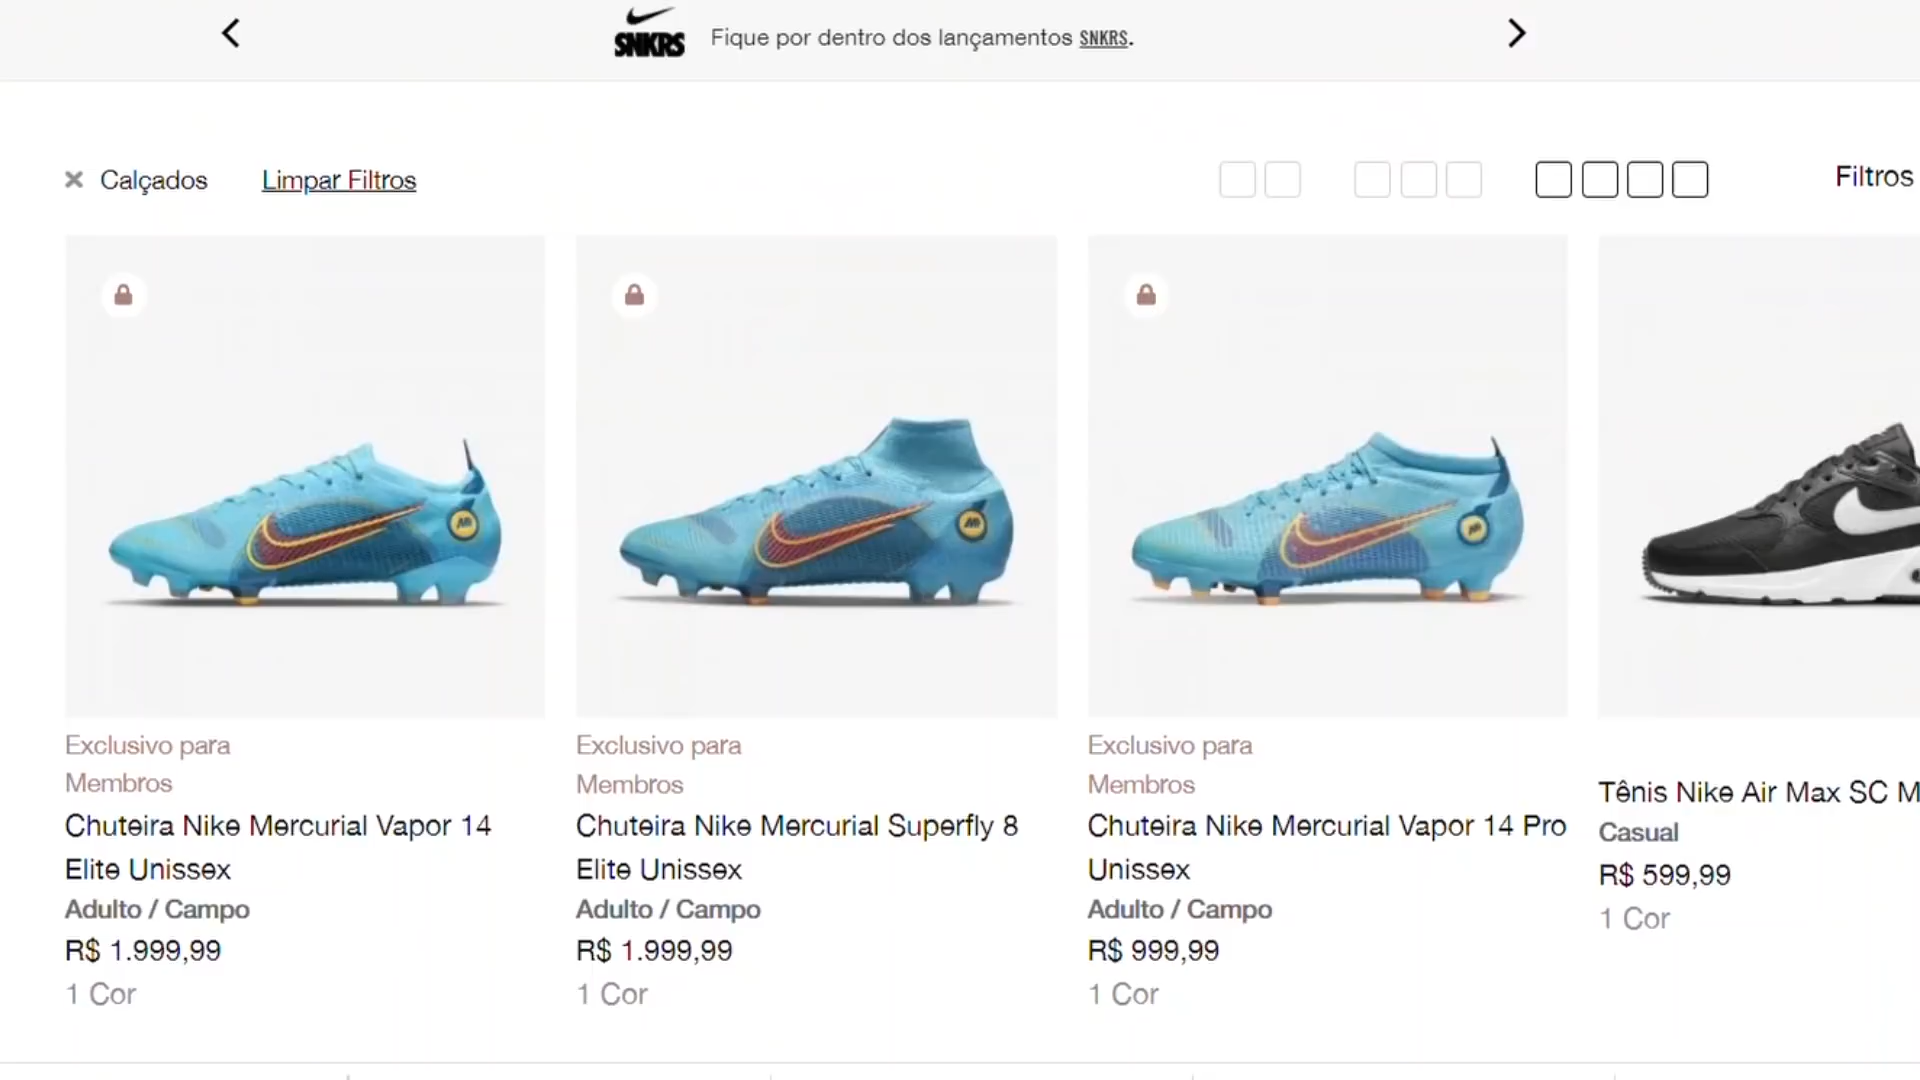 SNKRS Fique por dentro dos lançamentos SNKRS.
× Calçados Limpar Filtros Filtros
Exclusivo para
Membros
Chuteira Nike Mercurial Vapor 14
Elite Unissex
Adulto / Campo
R$ 1.999,99
1 Cor
Exclusivo para
Membros
Chuteira Nike Mercurial Superfly 8
Elite Unissex
Adulto / Campo
R$ 1.999,99
1 Cor
Exclusivo para
Membros
Chuteira Nike Mercurial Vapor 14 Pro
Unissex
Adulto / Campo
R$ 999,99
1 Cor
Tênis Nike Air Max SC M
Casual
R$ 599,99
1 Cor